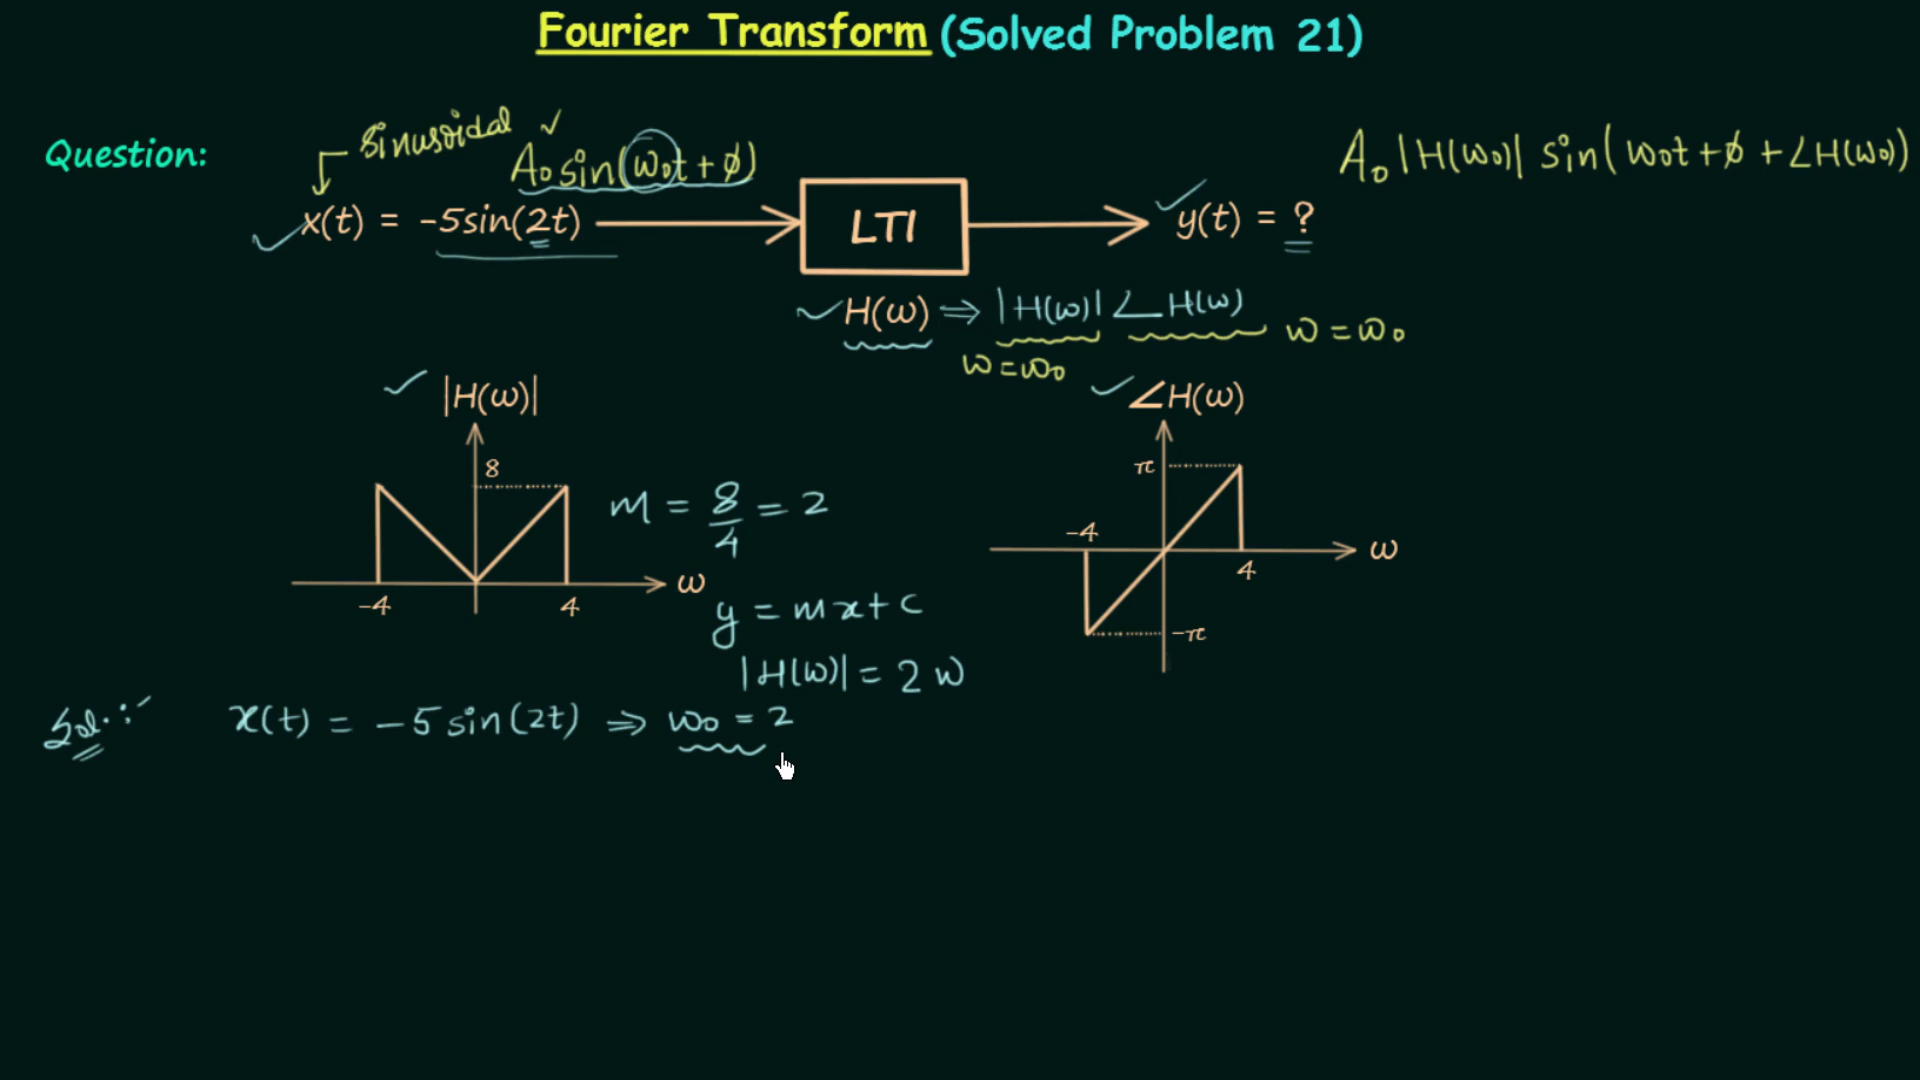 Fourier Transform (Solved Problem 21)
Question:
Sinusoidal ✓
A₀ sin(ω₀t + ϕ)
A₀ |H(ω₀)| sin(ω₀t + ϕ + ∠H(ω₀))
x(t) = -5sin(2t)
LTI
y(t) = ?
H(ω) ⇒ |H(ω)| ∠H(ω)
ω = ω₀
ω = ω₀
|H(ω)|
8
-4
4
ω
m = 8/4 = 2
y = mx + c
|H(ω)| = 2ω
∠H(ω)
π
-4
4
ω
-π
Sol.:
x(t) = -5 sin(2t) ⇒ ω₀ = 2